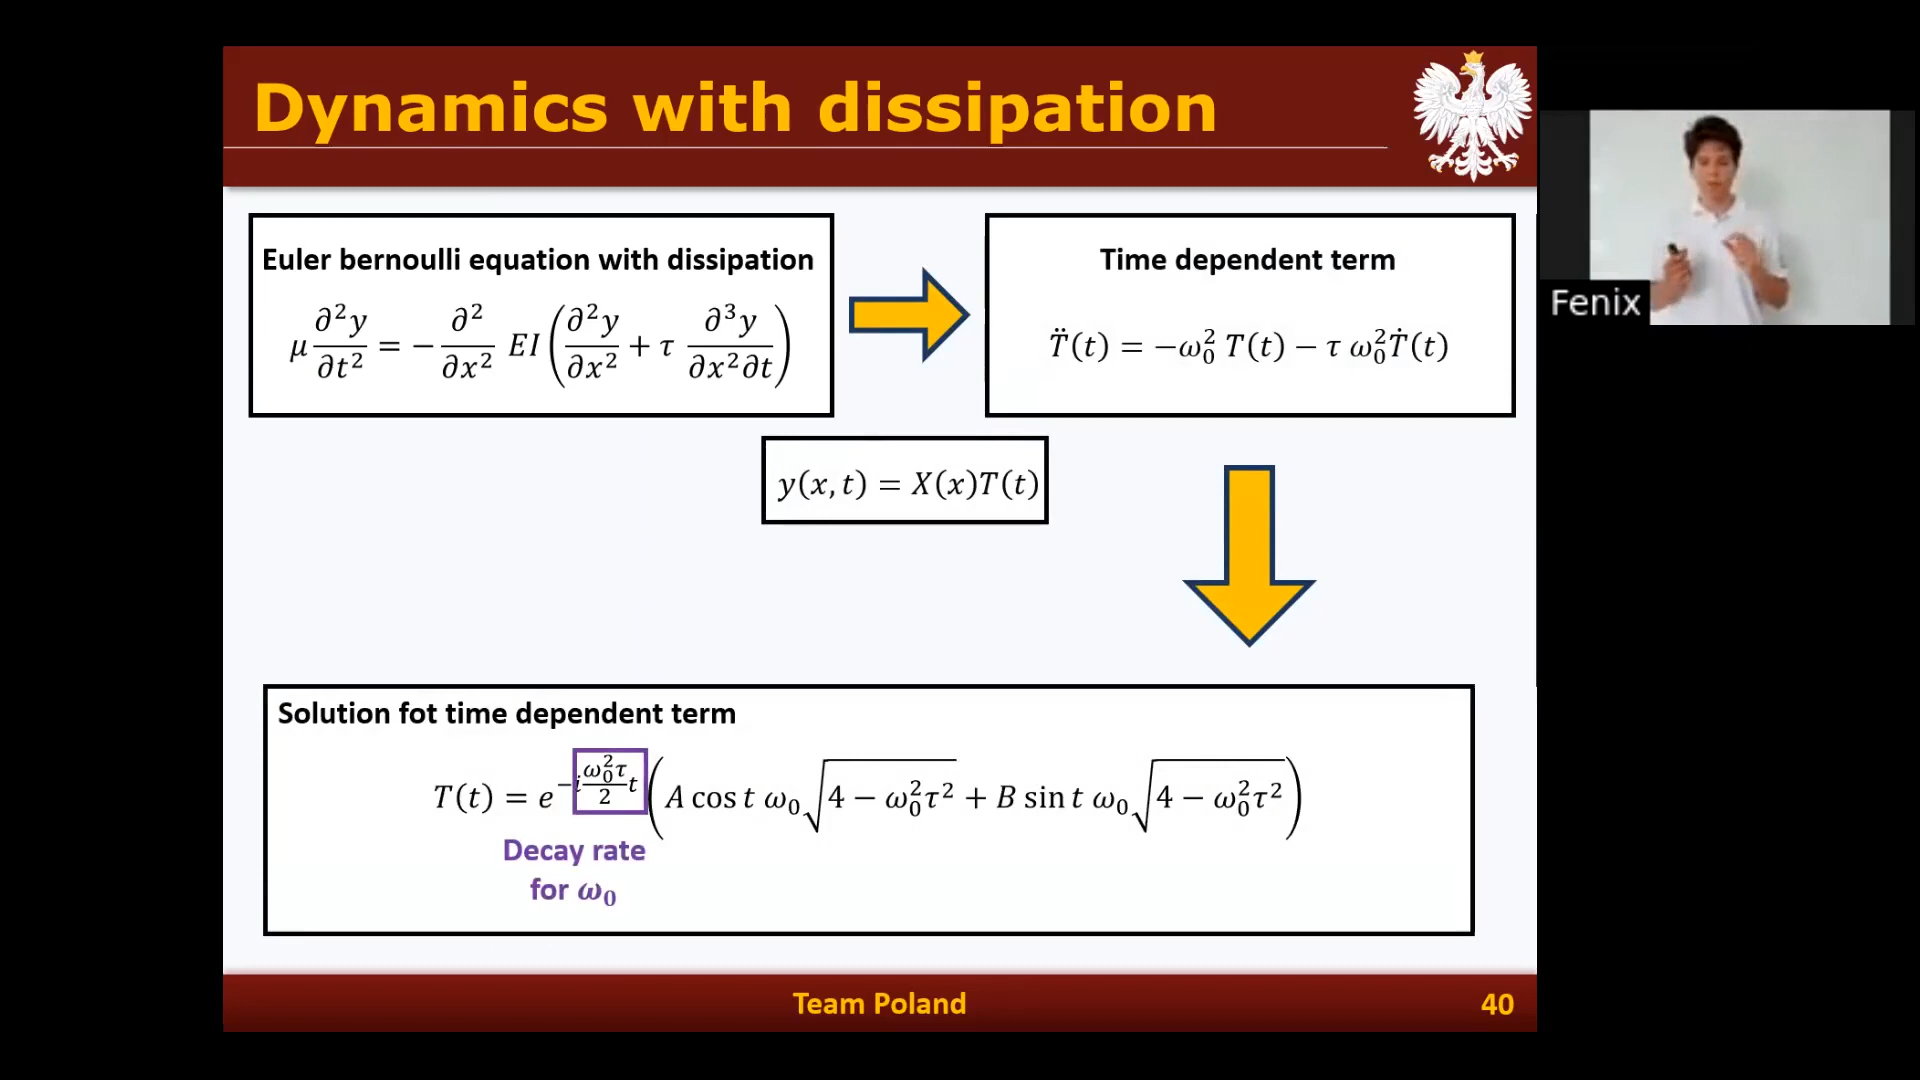 Dynamics with dissipation
Euler bernoulli equation with dissipation
μ ∂²y/∂t² = − ∂²/∂x² EI(∂²y/∂x² + τ ∂³y/∂x²∂t)
Time dependent term
T̈(t) = −ω₀² T(t) − τ ω₀²Ṫ(t)
y(x, t) = X(x)T(t)
Fenix
Solution fot time dependent term
T(t) = e^(−i (ω₀²τ/2) t) (A cos t ω₀√(4 − ω₀²τ²) + B sin t ω₀√(4 − ω₀²τ²))
Decay rate
for ω₀
Team Poland
40